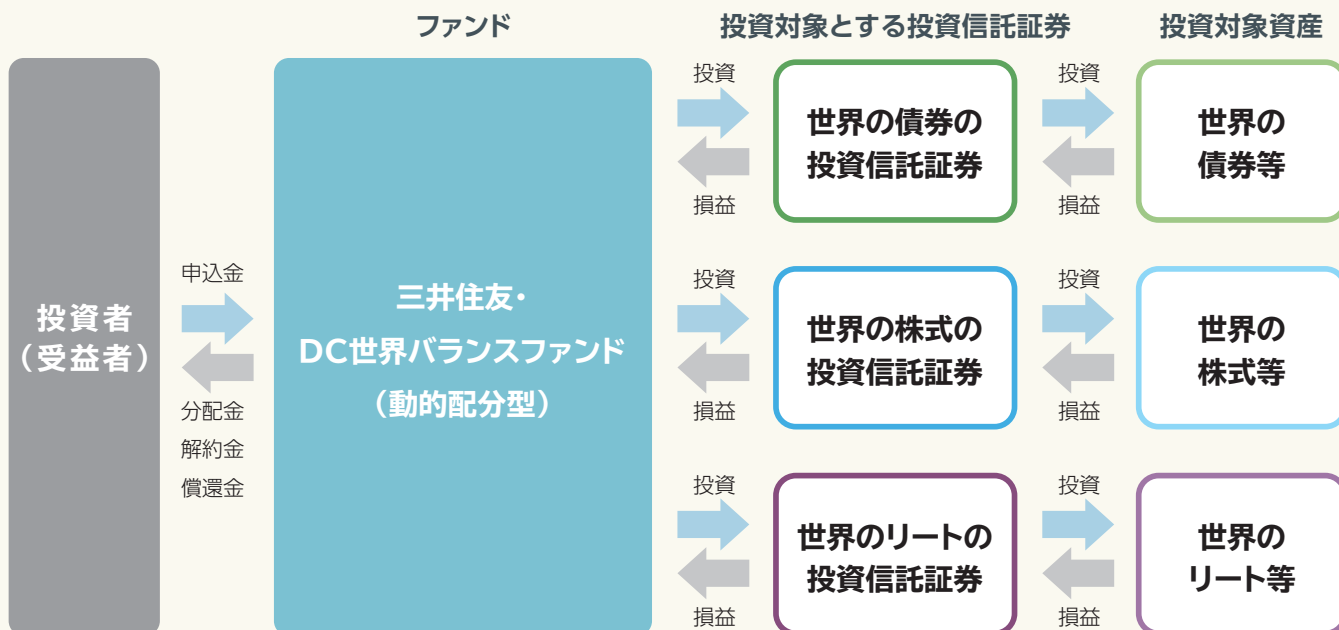 ファンド
投資対象とする投資信託証券
投資対象資産
投資者
（受益者）
申込金
分配金
解約金
償還金
三井住友・
DC世界バランスファンド
（動的配分型）
投資
損益
世界の債券の
投資信託証券
投資
損益
世界の
債券等
投資
損益
世界の株式の
投資信託証券
投資
損益
世界の
株式等
投資
損益
世界のリートの
投資信託証券
投資
損益
世界の
リート等